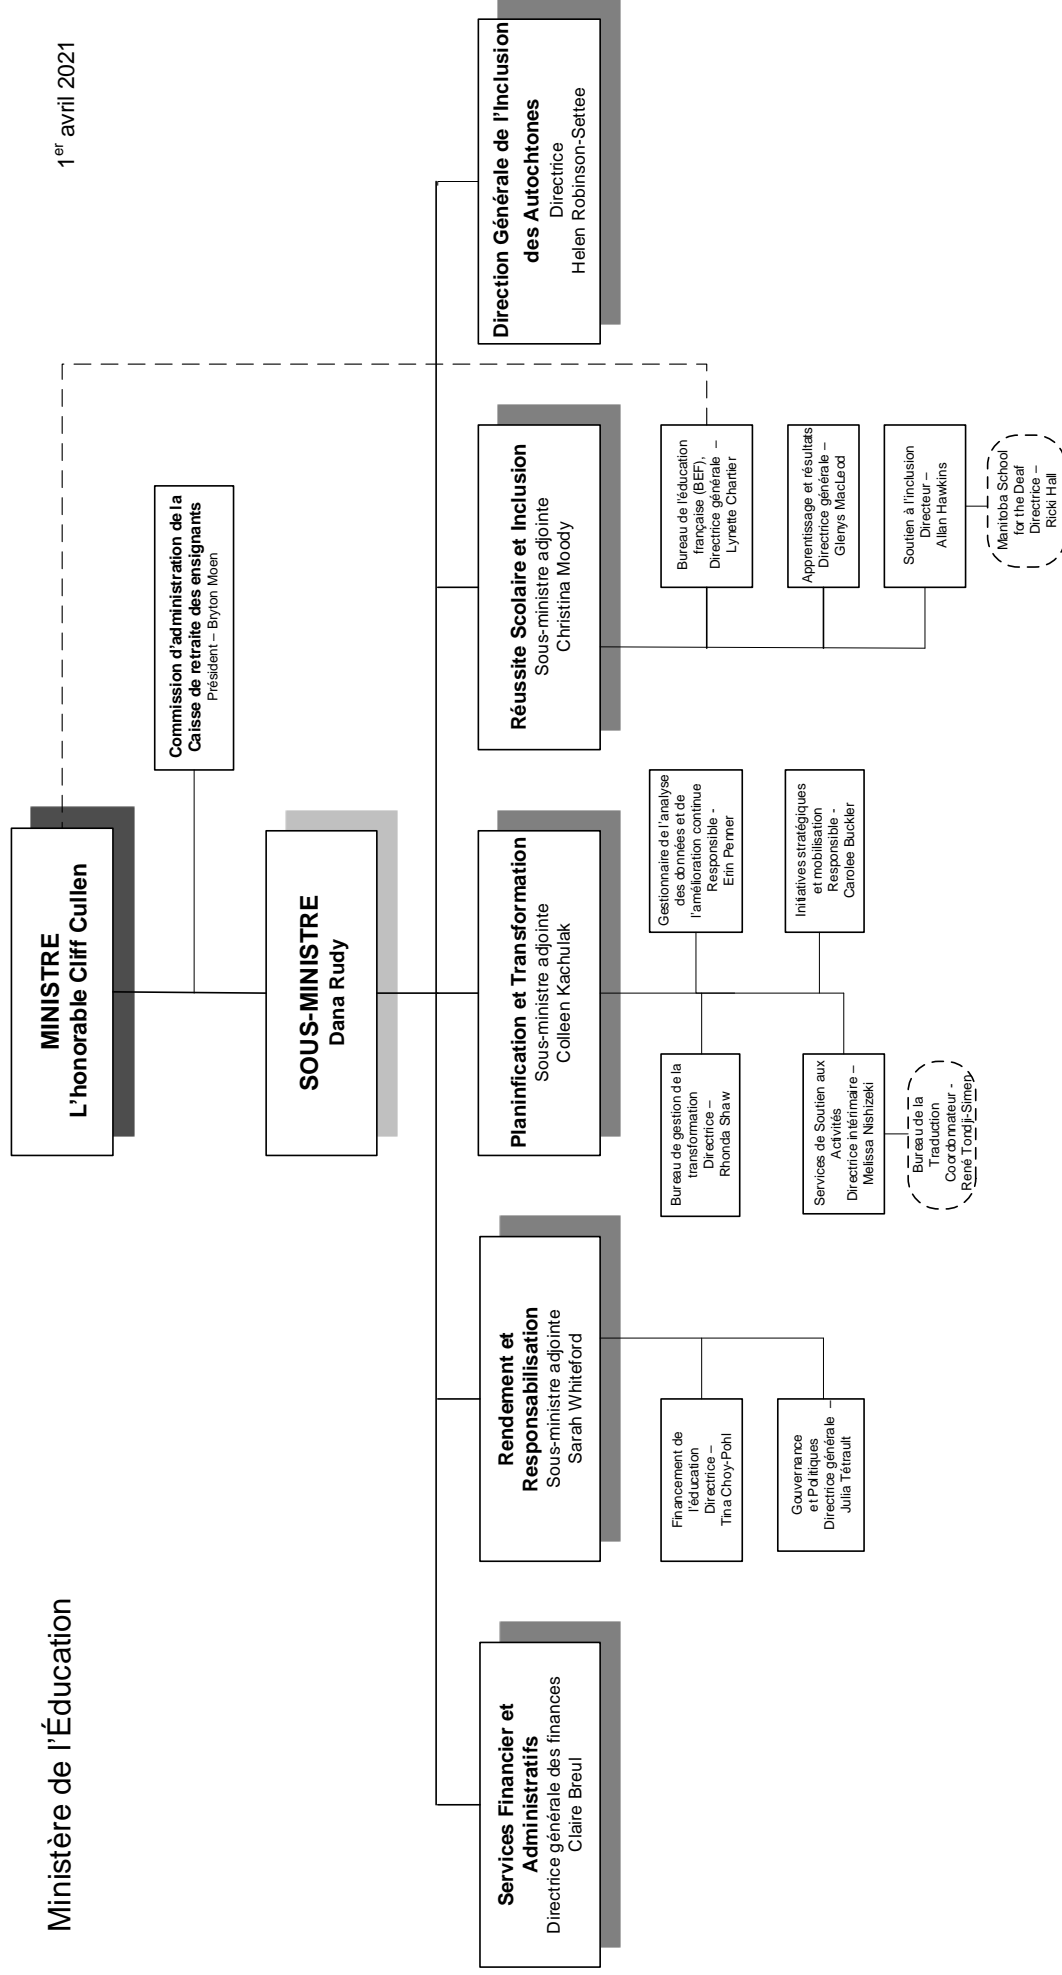 Ministère de l'Éducation
1er avril 2021
MINISTRE
L'honorable Cliff Cullen
Commission d'administration de la
Caisse de retraite des ensignants
Président – Bryton Moen
SOUS-MINISTRE
Dana Rudy
Services Financier et
Administratifs
Directrice générale des finances
Claire Breul
Rendement et
Responsabilisation
Sous-ministre adjointe
Sarah Whiteford
Planinfication et Transformation
Sous-ministre adjointe
Colleen Kachulak
Réussite Scolaire et Inclusion
Sous-ministre adjointe
Christina Moody
Direction Générale de l'Inclusion
des Autochtones
Directrice
Helen Robinson-Settee
Financement de
l'éducation
Directrice –
Tina Choy-Pohl
Gouvernance
et Politiques
Directrice générale –
Julia Tétrault
Bureau de gestion de la
transformation
Directrice –
Rhonda Shaw
Services de Soutien aux
Activités
Directrice intérimaire –
Melissa Nishizeki
Bureau de la
Traduction
Coordonnateur -
René Tondji-Simen
Gestionnaire de l'analyse
des données et de
l'amélioration continue
Responsible -
Erin Penner
Initiatives stratégiques
et mobilisation
Responsible -
Carolee Buckler
Bureau de l'éducation
française (BEF),
Directrice générale –
Lynette Chartier
Apprentissage et résultats
Directrice générale –
Glenys MacLeod
Soutien à l'inclusion
Directeur –
Allan Hawkins
Manitoba School
for the Deaf
Directrice –
Ricki Hall